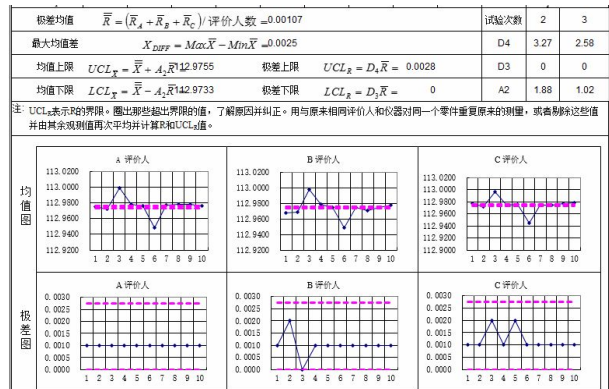 极差均值 R̿ = (R̄_A + R̄_B + R̄_C)/评价人数 =0.00107 试验次数 2 3
最大均值差 X_DIFF = MaxX̄ − MinX̄ =0.0025 D4 3.27 2.58
均值上限 UCL_X̄ = X̿ + A₂R̿ 112.9755 极差上限 UCL_R = D₄R̿ = 0.0028 D3 0 0
均值下限 LCL_X̄ = X̿ − A₂R̿ 112.9733 极差下限 LCL_R = D₃R̿ = 0 A2 1.88 1.02
注: UCL_R表示R的界限。圈出那些超出界限的值，了解原因并纠正。用与原来相同评价人和仪器对同一个零件重复原来的测量，或者剔除这些值
并由其余观测值再次平均并计算R和UCL_R值。
均值图
A 评价人
113.0200
113.0000
112.9800
112.9600
112.9400
112.9200
1 2 3 4 5 6 7 8 9 10
B 评价人
113.0200
113.0000
112.9800
112.9600
112.9400
112.9200
1 2 3 4 5 6 7 8 9 10
C 评价人
113.0200
113.0000
112.9800
112.9600
112.9400
112.9200
1 2 3 4 5 6 7 8 9 10
极差图
A 评价人
0.0030
0.0025
0.0020
0.0015
0.0010
0.0005
0.0000
1 2 3 4 5 6 7 8 9 10
B 评价人
0.0030
0.0025
0.0020
0.0015
0.0010
0.0005
0.0000
1 2 3 4 5 6 7 8 9 10
C 评价人
0.0030
0.0025
0.0020
0.0015
0.0010
0.0005
0.0000
1 2 3 4 5 6 7 8 9 10